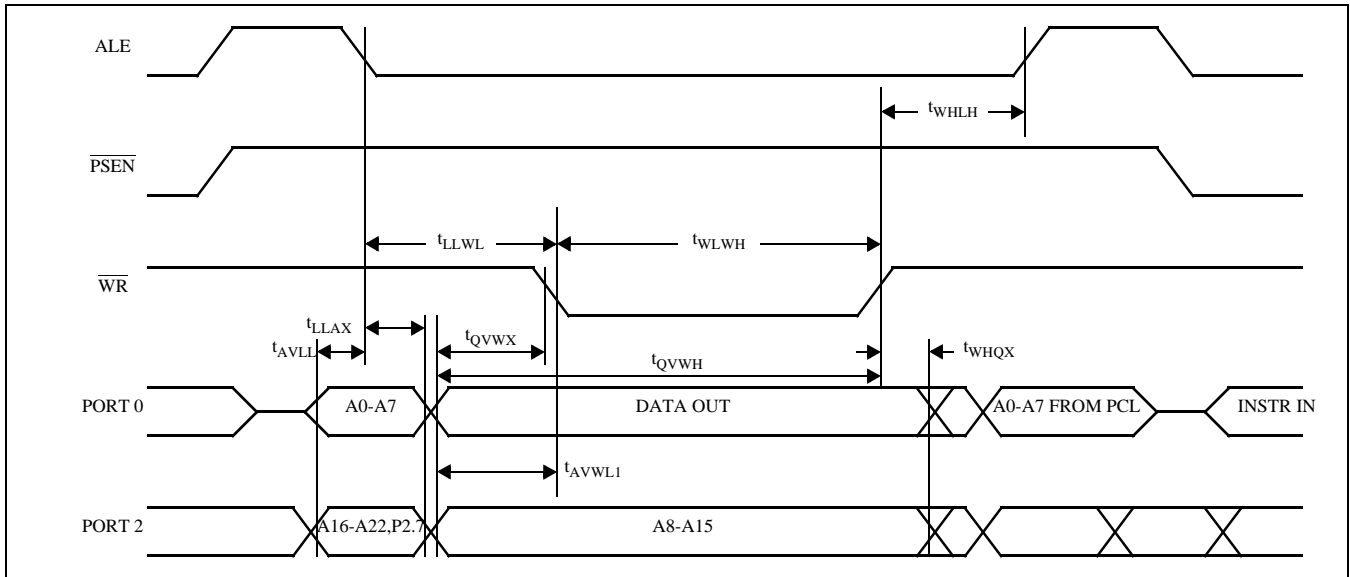 ALE
tWHLH
PSEN
tLLWL
tWLWH
WR
tLLAX
tAVLL
tQVWX
tQVWH
tWHQX
PORT 0
A0-A7
DATA OUT
A0-A7 FROM PCL
INSTR IN
tAVWL1
PORT 2
A16-A22,P2.7
A8-A15